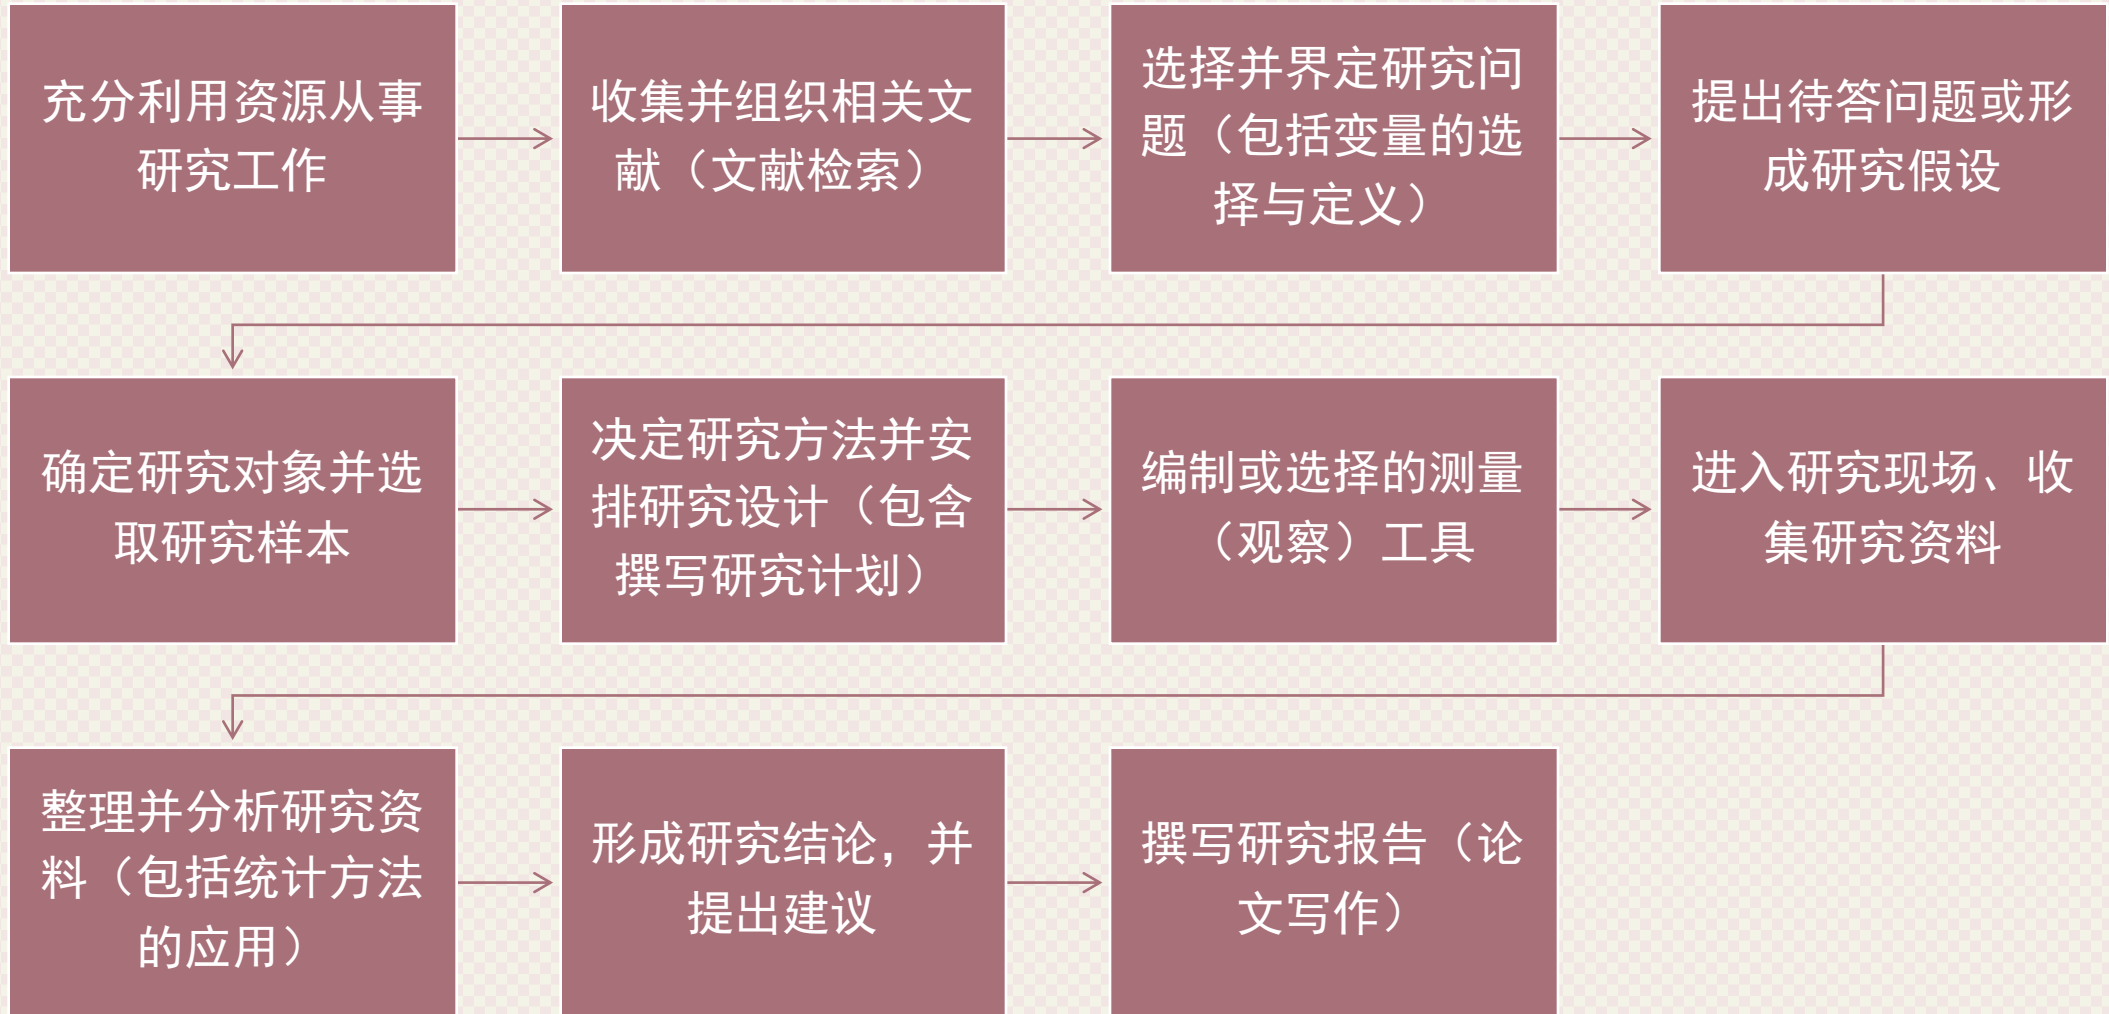 充分利用资源从事
研究工作
收集并组织相关文
献（文献检索）
选择并界定研究问
题（包括变量的选
择与定义）
提出待答问题或形
成研究假设
确定研究对象并选
取研究样本
决定研究方法并安
排研究设计（包含
撰写研究计划）
编制或选择的测量
（观察）工具
进入研究现场、收
集研究资料
整理并分析研究资
料（包括统计方法
的应用）
形成研究结论，并
提出建议
撰写研究报告（论
文写作）